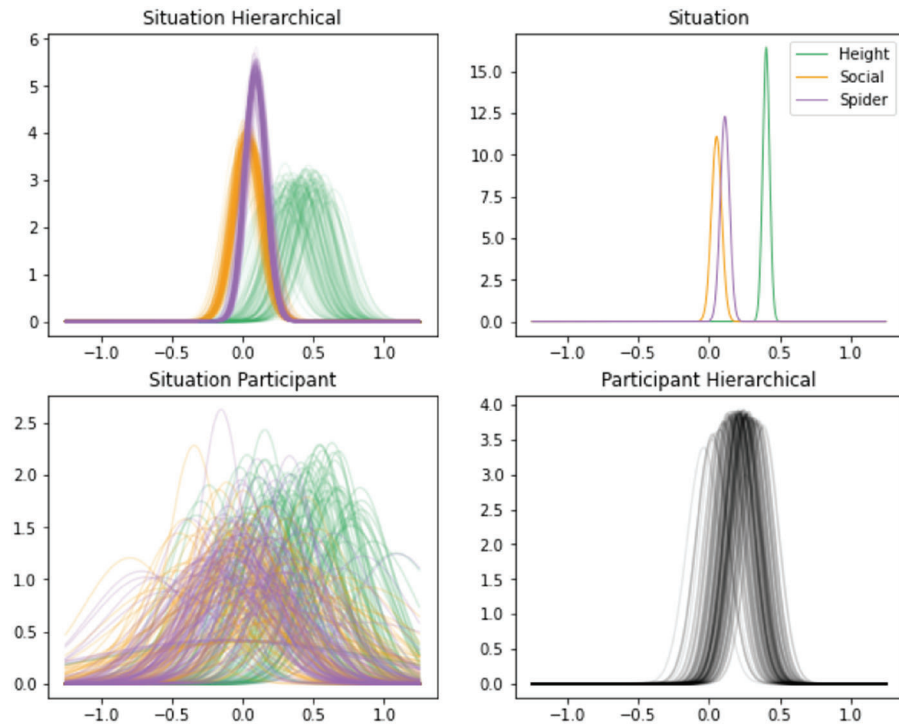 Situation Hierarchical
6
5
4
3
2
1
0
−1.0 −0.5 0.0 0.5 1.0
Situation
15.0
12.5
10.0
7.5
5.0
2.5
0.0
−1.0 −0.5 0.0 0.5 1.0
Height
Social
Spider
Situation Participant
2.5
2.0
1.5
1.0
0.5
0.0
−1.0 −0.5 0.0 0.5 1.0
Participant Hierarchical
4.0
3.5
3.0
2.5
2.0
1.5
1.0
0.5
0.0
−1.0 −0.5 0.0 0.5 1.0